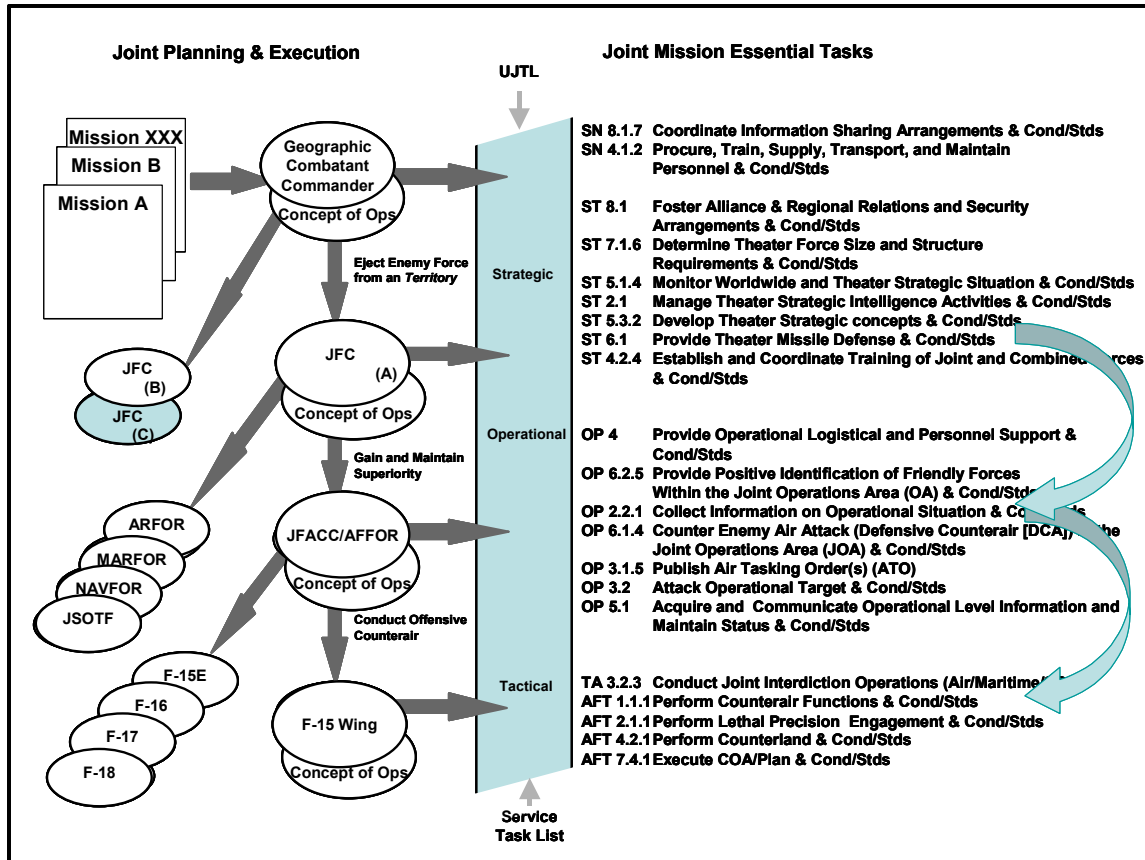 Joint Planning & Execution
Joint Mission Essential Tasks
UJTL
Mission XXX
Mission B
Mission A
Geographic
Combatant
Commander
Concept of Ops
Eject Enemy Force
from an Territory
JFC
(B)
JFC
(C)
JFC
(A)
Concept of Ops
Gain and Maintain
Superiority
ARFOR
MARFOR
NAVFOR
JSOTF
JFACC/AFFOR
Concept of Ops
Conduct Offensive
Counterair
F-15E
F-16
F-17
F-18
F-15 Wing
Concept of Ops
Strategic
Operational
Tactical
Service
Task List
SN 8.1.7 Coordinate Information Sharing Arrangements & Cond/Stds
SN 4.1.2 Procure, Train, Supply, Transport, and Maintain
Personnel & Cond/Stds
ST 8.1 Foster Alliance & Regional Relations and Security
Arrangements & Cond/Stds
ST 7.1.6 Determine Theater Force Size and Structure
Requirements & Cond/Stds
ST 5.1.4 Monitor Worldwide and Theater Strategic Situation & Cond/Stds
ST 2.1 Manage Theater Strategic Intelligence Activities & Cond/Stds
ST 5.3.2 Develop Theater Strategic concepts & Cond/Stds
ST 6.1 Provide Theater Missile Defense & Cond/Stds
ST 4.2.4 Establish and Coordinate Training of Joint and Combined
& Cond/Stds
OP 4 Provide Operational Logistical and Personnel Support &
Cond/Stds
OP 6.2.5 Provide Positive Identification of Friendly Forces
Within the Joint Operations Area (OA) & Cond/Stds
OP 2.2.1 Collect Information on Operational Situation &
OP 6.1.4 Counter Enemy Air Attack (Defensive Counterair [DCA])
Joint Operations Area (JOA) & Cond/Stds
OP 3.1.5 Publish Air Tasking Order(s) (ATO)
OP 3.2 Attack Operational Target & Cond/Stds
OP 5.1 Acquire and Communicate Operational Level Information and
Maintain Status & Cond/Stds
TA 3.2.3 Conduct Joint Interdiction Operations (Air/Maritime/
AFT 1.1.1 Perform Counterair Functions & Cond/Stds
AFT 2.1.1 Perform Lethal Precision Engagement & Cond/Stds
AFT 4.2.1 Perform Counterland & Cond/Stds
AFT 7.4.1 Execute COA/Plan & Cond/Stds